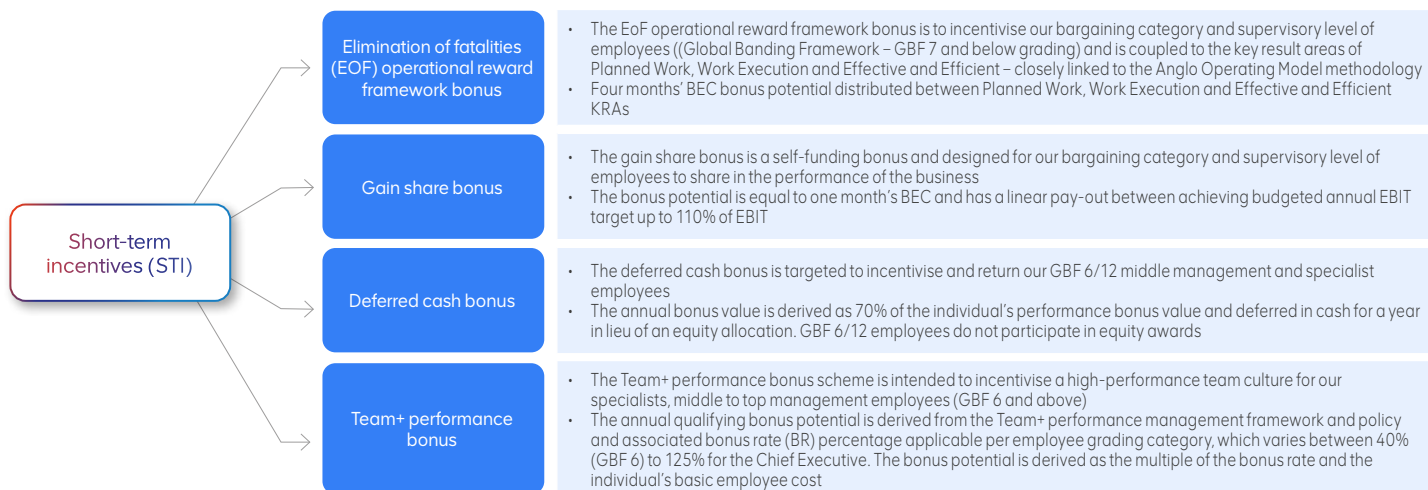 Short-term
incentives (STI)
Elimination of fatalities
(EOF) operational reward
framework bonus
• The EoF operational reward framework bonus is to incentivise our bargaining category and supervisory level of
employees ((Global Banding Framework – GBF 7 and below grading) and is coupled to the key result areas of
Planned Work, Work Execution and Effective and Efficient – closely linked to the Anglo Operating Model methodology
• Four months' BEC bonus potential distributed between Planned Work, Work Execution and Effective and Efficient
KRAs
Gain share bonus
• The gain share bonus is a self-funding bonus and designed for our bargaining category and supervisory level of
employees to share in the performance of the business
• The bonus potential is equal to one month's BEC and has a linear pay-out between achieving budgeted annual EBIT
target up to 110% of EBIT
Deferred cash bonus
• The deferred cash bonus is targeted to incentivise and return our GBF 6/12 middle management and specialist
employees
• The annual bonus value is derived as 70% of the individual's performance bonus value and deferred in cash for a year
in lieu of an equity allocation. GBF 6/12 employees do not participate in equity awards
Team+ performance
bonus
• The Team+ performance bonus scheme is intended to incentivise a high-performance team culture for our
specialists, middle to top management employees (GBF 6 and above)
• The annual qualifying bonus potential is derived from the Team+ performance management framework and policy
and associated bonus rate (BR) percentage applicable per employee grading category, which varies between 40%
(GBF 6) to 125% for the Chief Executive. The bonus potential is derived as the multiple of the bonus rate and the
individual's basic employee cost